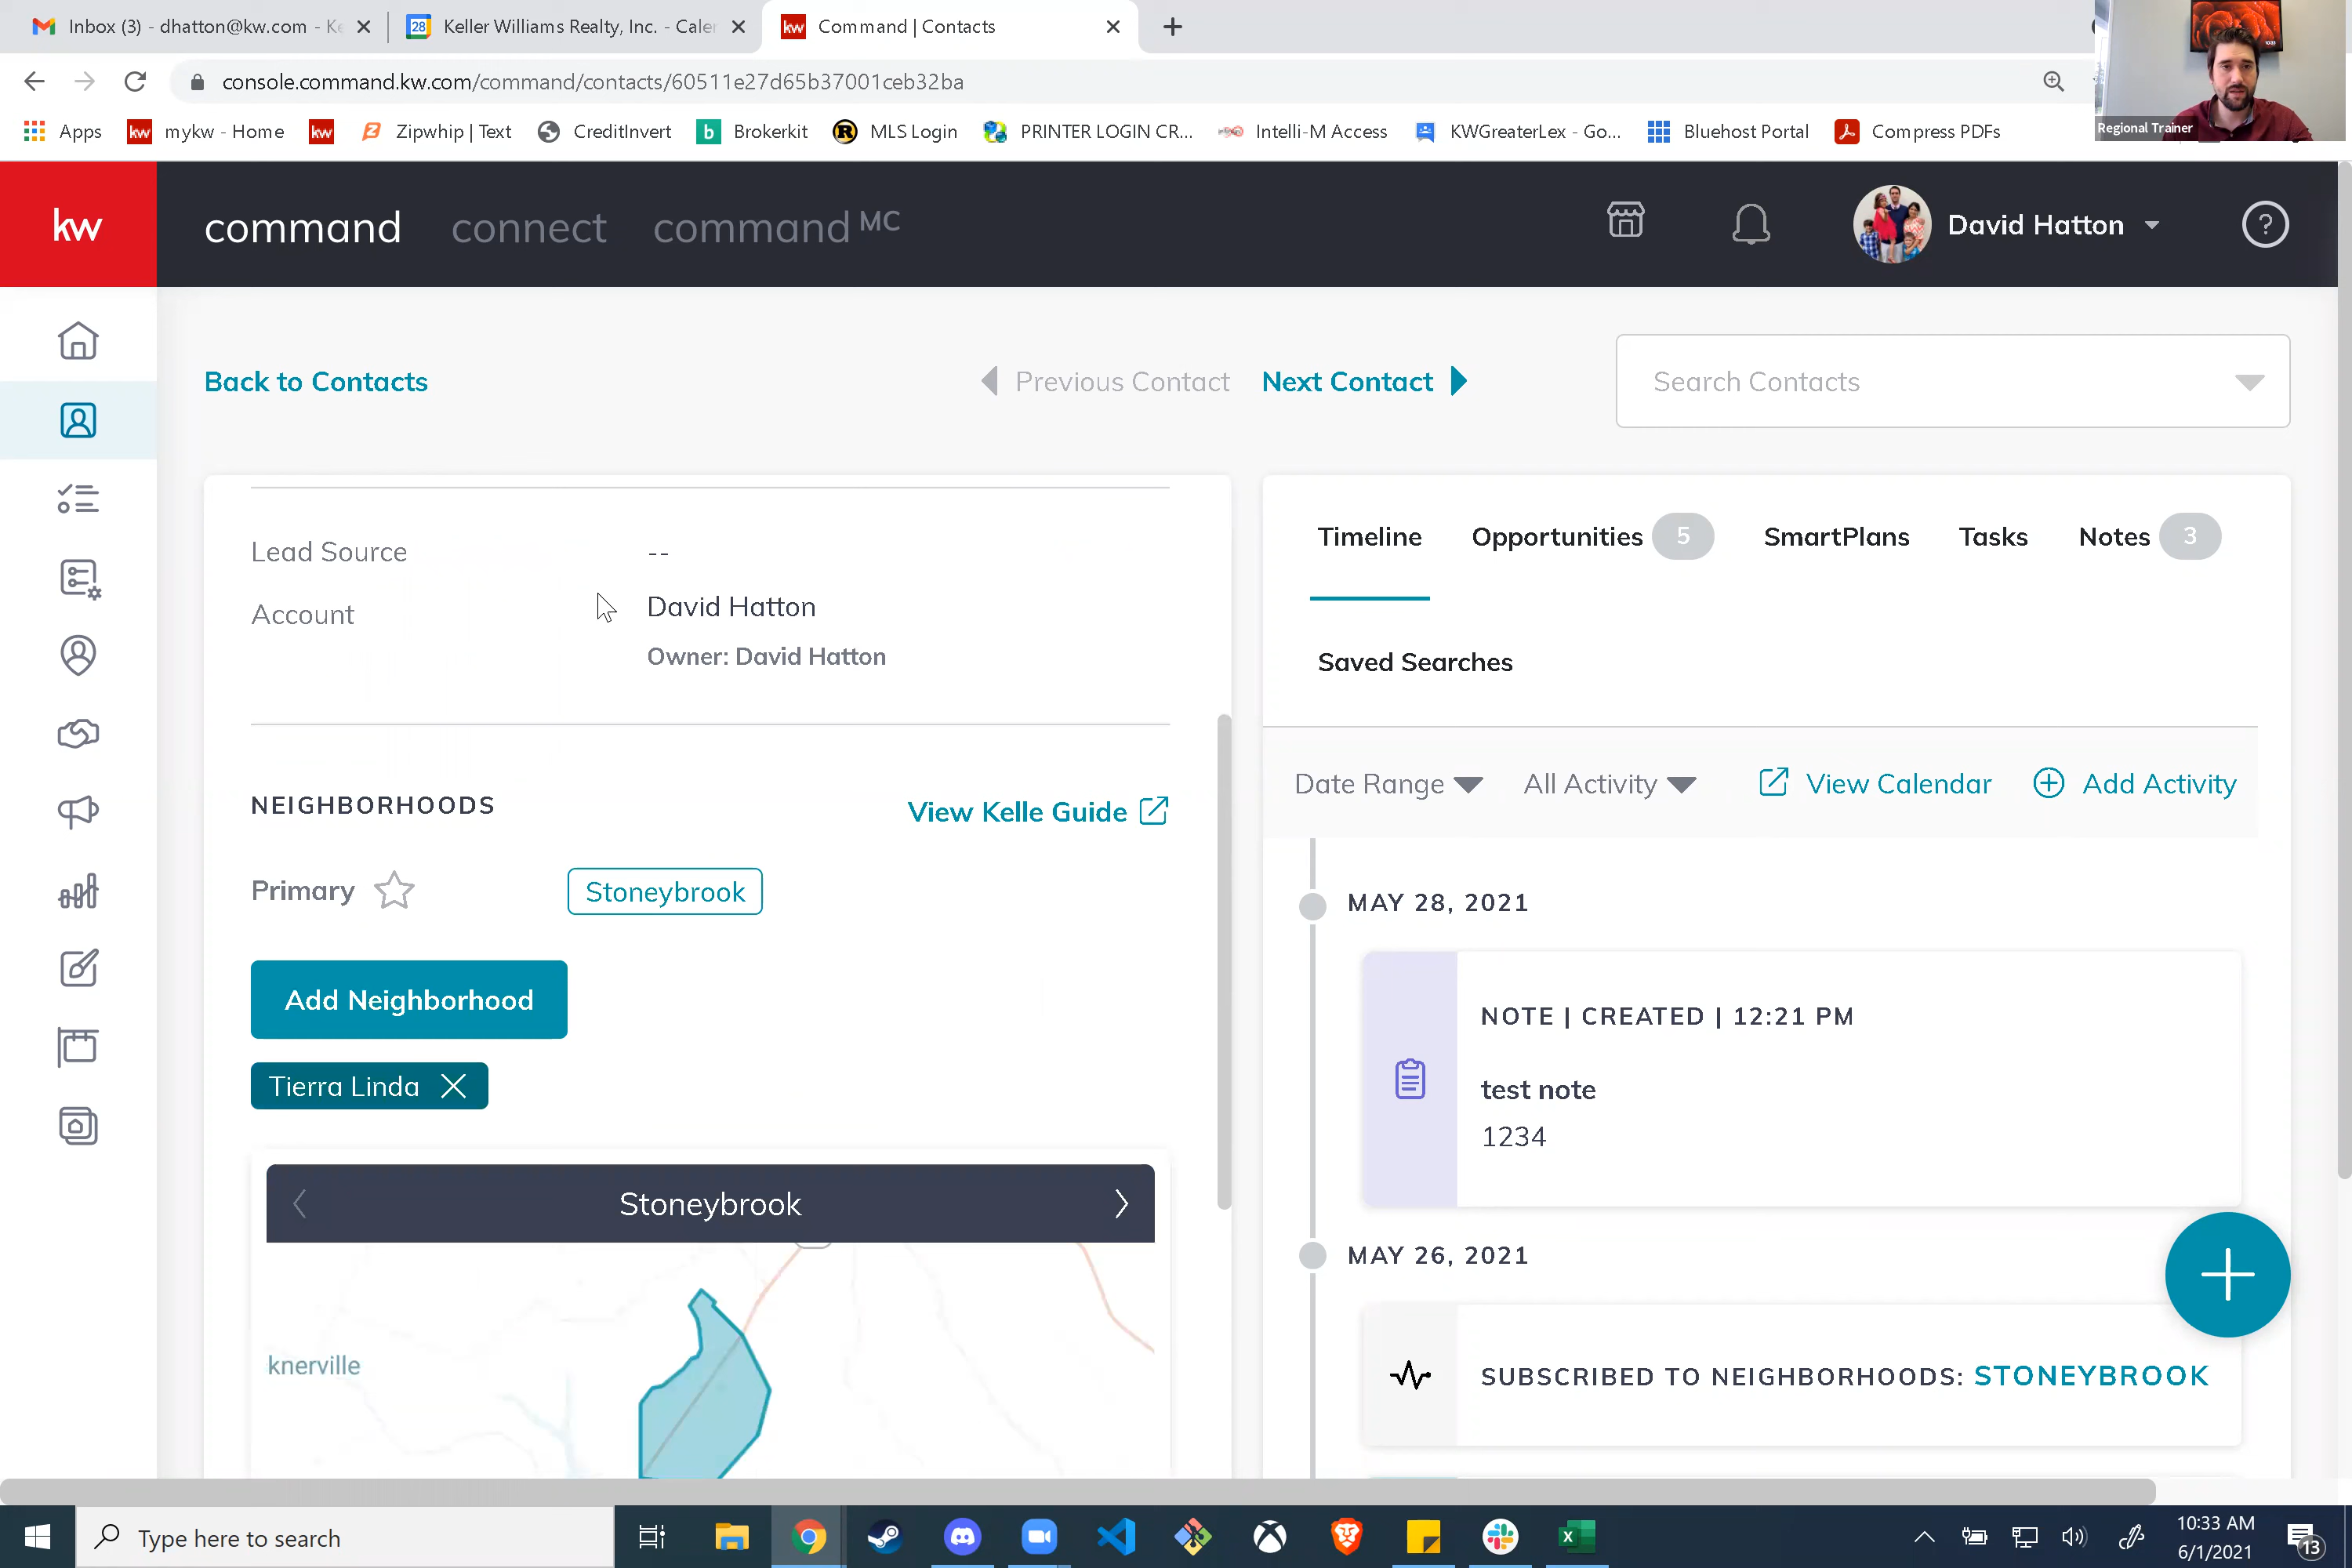 Inbox (3) - dhatton@kw.com - Ke
28
Keller Williams Realty, Inc. - Caler
kw
Command | Contacts
console.command.kw.com/command/contacts/60511e27d65b37001ceb32ba
Apps
kw
mykw - Home
kw
Zipwhip | Text
CreditInvert
b
Brokerkit
R
MLS Login
PRINTER LOGIN CR...
Intelli-M Access
KWGreaterLex - Go...
Bluehost Portal
Compress PDFs
Regional Trainer
kw
command
connect
command MC
David Hatton
?
Back to Contacts
Previous Contact
Next Contact
Search Contacts
Lead Source
--
Account
David Hatton
Owner: David Hatton
NEIGHBORHOODS
View Kelle Guide
Primary
Stoneybrook
Add Neighborhood
Tierra Linda
Stoneybrook
knerville
Timeline
Opportunities 5
SmartPlans
Tasks
Notes 3
Saved Searches
Date Range
All Activity
View Calendar
Add Activity
MAY 28, 2021
NOTE | CREATED | 12:21 PM
test note
1234
MAY 26, 2021
SUBSCRIBED TO NEIGHBORHOODS: STONEYBROOK
Type here to search
10:33 AM
6/1/2021
13